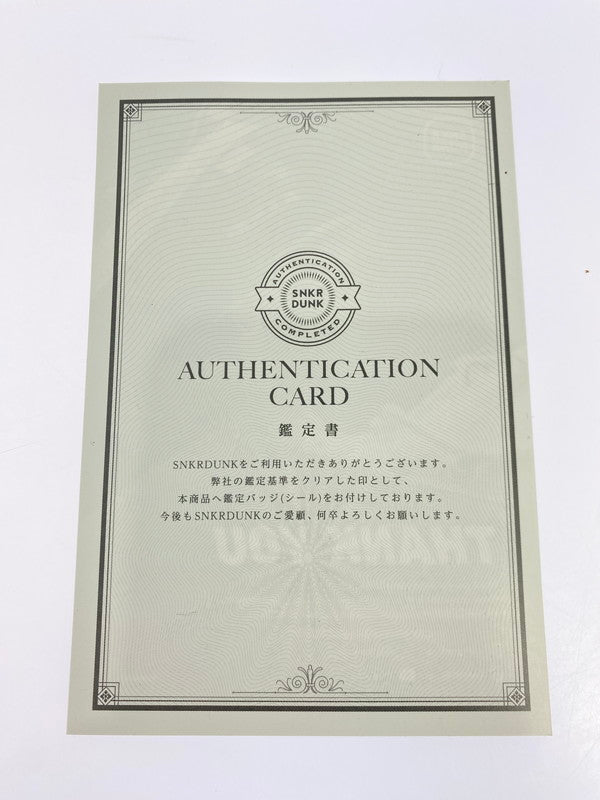 AUTHENTICATION
SNKR
DUNK
COMPLETED
AUTHENTICATION
CARD
鑑定書
SNKRDUNKをご利用いただきありがとうございます。
弊社の鑑定基準をクリアした印として、
本商品へ鑑定バッジ(シール)をお付けしております。
今後もSNKRDUNKのご愛顧、何卒よろしくお願いします。